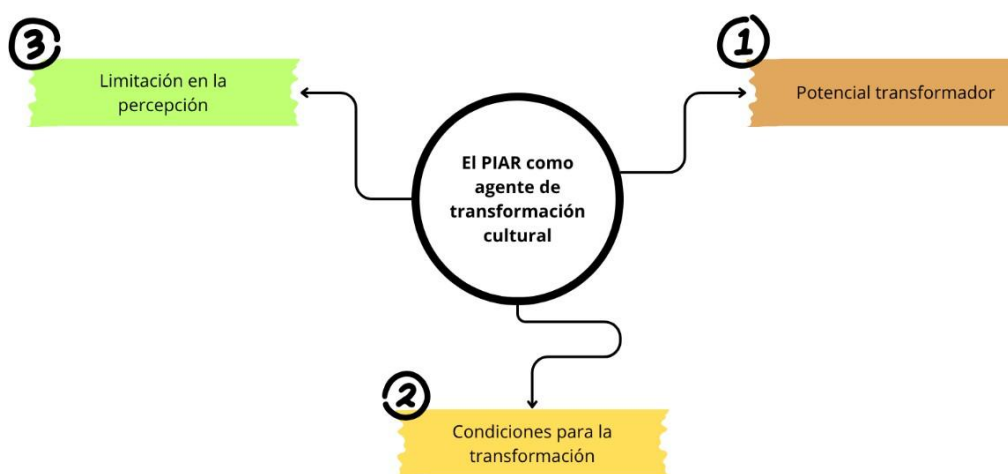 3
Limitación en la
percepción
1
Potencial transformador
El PIAR como
agente de
transformación
cultural
2
Condiciones para la
transformación